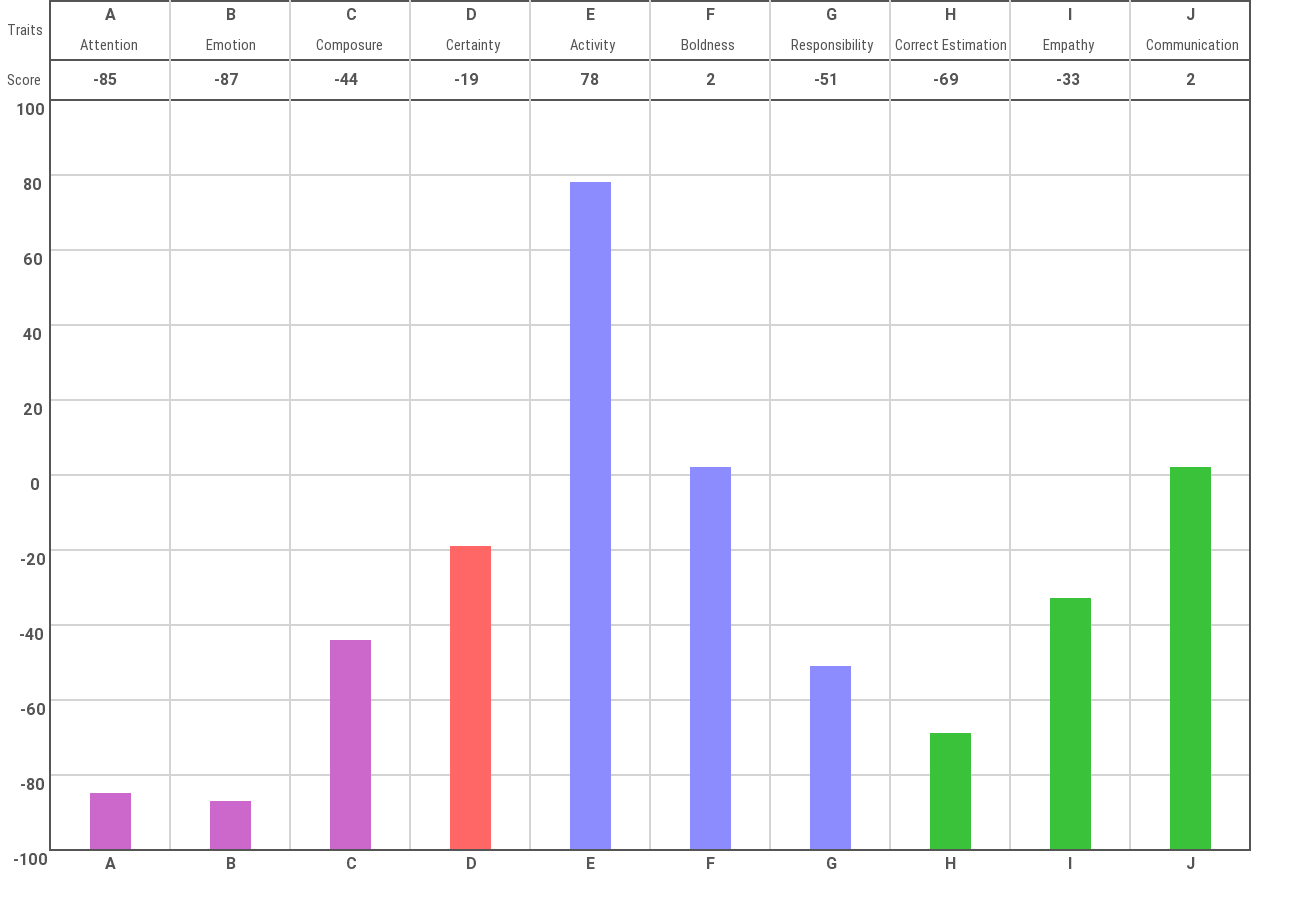 Traits A B C D E F G H I J
Attention Emotion Composure Certainty Activity Boldness Responsibility Correct Estimation Empathy Communication
Score -85 -87 -44 -19 78 2 -51 -69 -33 2
100
80
60
40
20
0
-20
-40
-60
-80
-100
A B C D E F G H I J